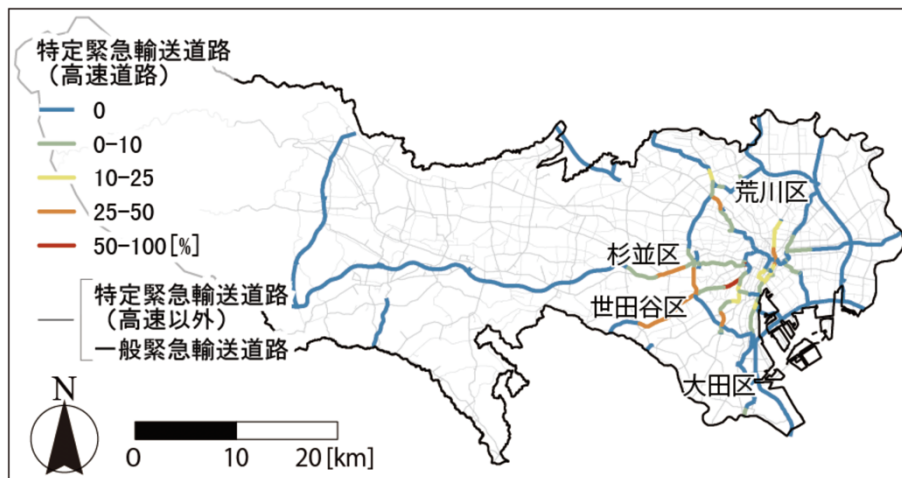 特定緊急輸送道路
（高速道路）
0
0-10
10-25
25-50
50-100[%]
特定緊急輸送道路
（高速以外）
一般緊急輸送道路
荒川区
杉並区
世田谷区
大田区
N
0 10 20[km]